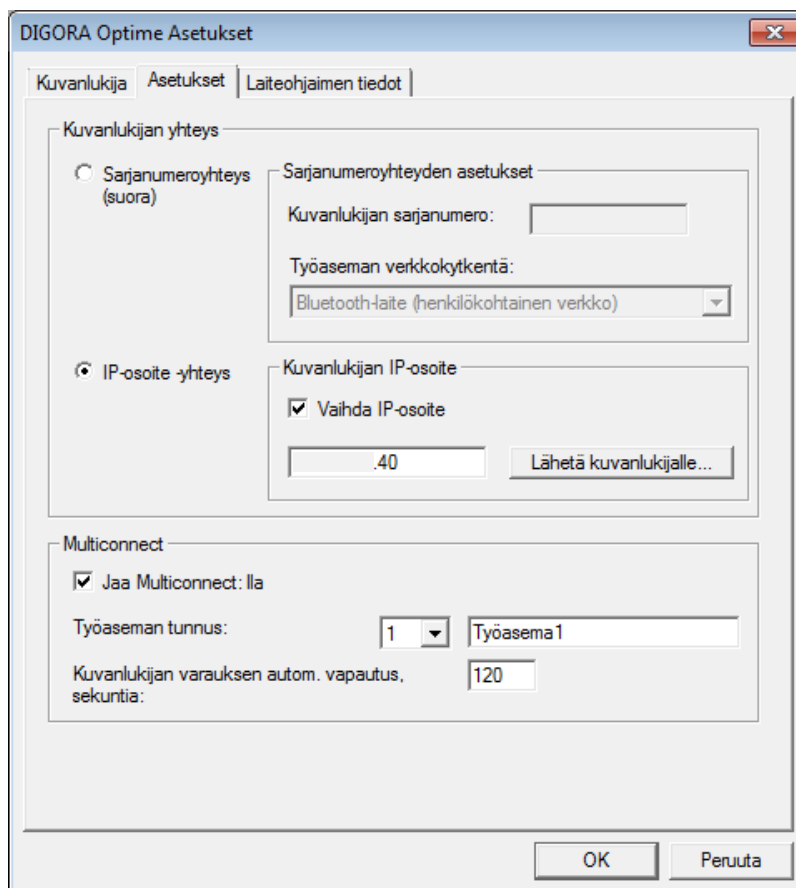 DIGORA Optime Asetukset
Kuvanlukija
Asetukset
Laiteohjaimen tiedot
Kuvanlukijan yhteys
Sarjanumeroyhteys
(suora)
Sarjanumeroyhteyden asetukset
Kuvanlukijan sarjanumero:
Työaseman verkkokytkentä:
Bluetooth-laite (henkilökohtainen verkko)
IP-osoite -yhteys
Kuvanlukijan IP-osoite
Vaihda IP-osoite
.40
Lähetä kuvanlukijalle...
Multiconnect
Jaa Multiconnect: lla
Työaseman tunnus:
1
Työasema1
Kuvanlukijan varauksen autom. vapautus,
sekuntia:
120
OK
Peruuta